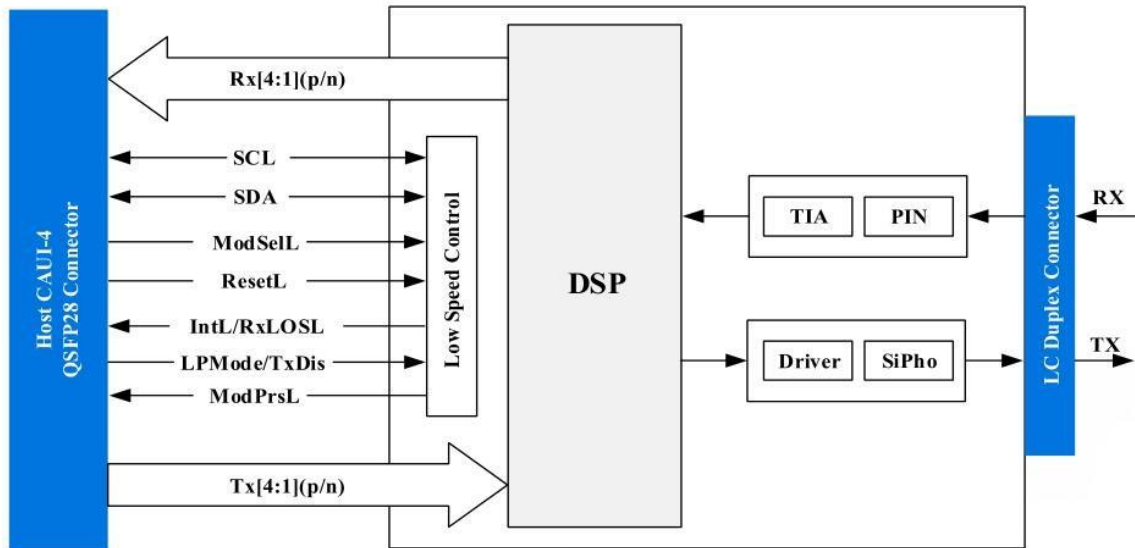 Host CAUI-4
QSFP28 Connector
Rx[4:1](p/n)
SCL
SDA
ModSelL
ResetL
IntL/RxLOSL
LPMode/TxDis
ModPrsL
Tx[4:1](p/n)
Low Speed Control
DSP
TIA
PIN
Driver
SiPho
LC Duplex Connector
RX
TX